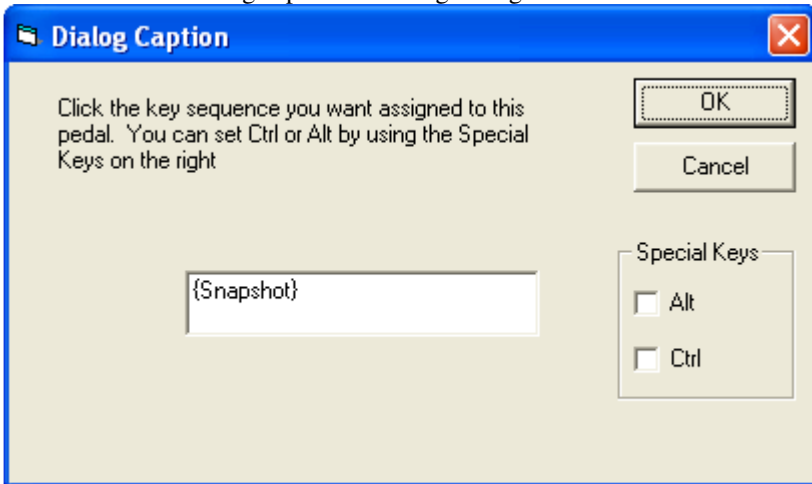 Dialog Caption
Click the key sequence you want assigned to this
pedal. You can set Ctrl or Alt by using the Special
Keys on the right
OK
Cancel
{Snapshot}
Special Keys
Alt
Ctrl